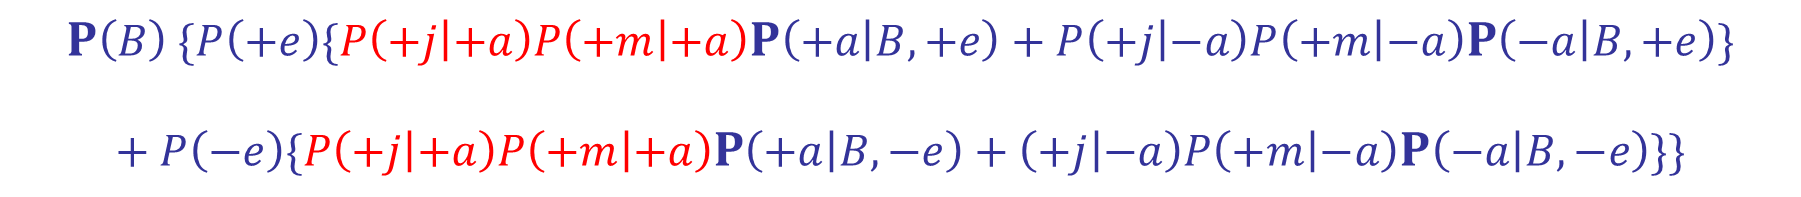 𝐏(B) {P(+e){P(+j|+a)P(+m|+a)𝐏(+a|B, +e) + P(+j|−a)P(+m|−a)𝐏(−a|B, +e)}
+ P(−e){P(+j|+a)P(+m|+a)𝐏(+a|B, −e) + (+j|−a)P(+m|−a)𝐏(−a|B, −e)}}